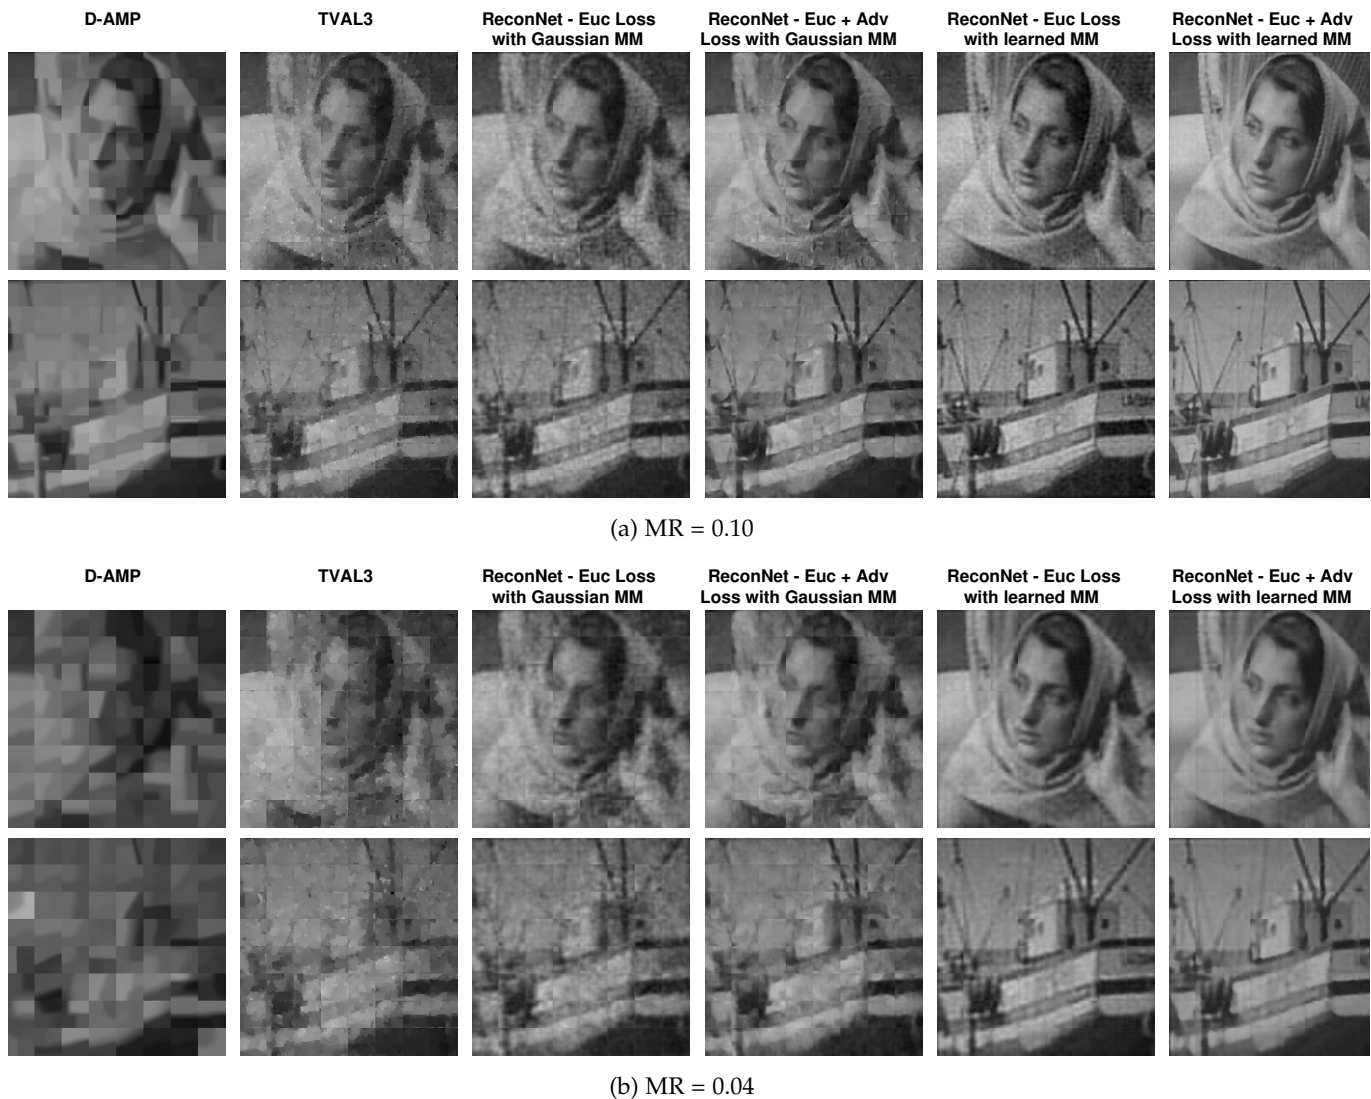 D-AMP
TVAL3
ReconNet - Euc Loss
with Gaussian MM
ReconNet - Euc + Adv
Loss with Gaussian MM
ReconNet - Euc Loss
with learned MM
ReconNet - Euc + Adv
Loss with learned MM
(a) MR = 0.10
D-AMP
TVAL3
ReconNet - Euc Loss
with Gaussian MM
ReconNet - Euc + Adv
Loss with Gaussian MM
ReconNet - Euc Loss
with learned MM
ReconNet - Euc + Adv
Loss with learned MM
(b) MR = 0.04